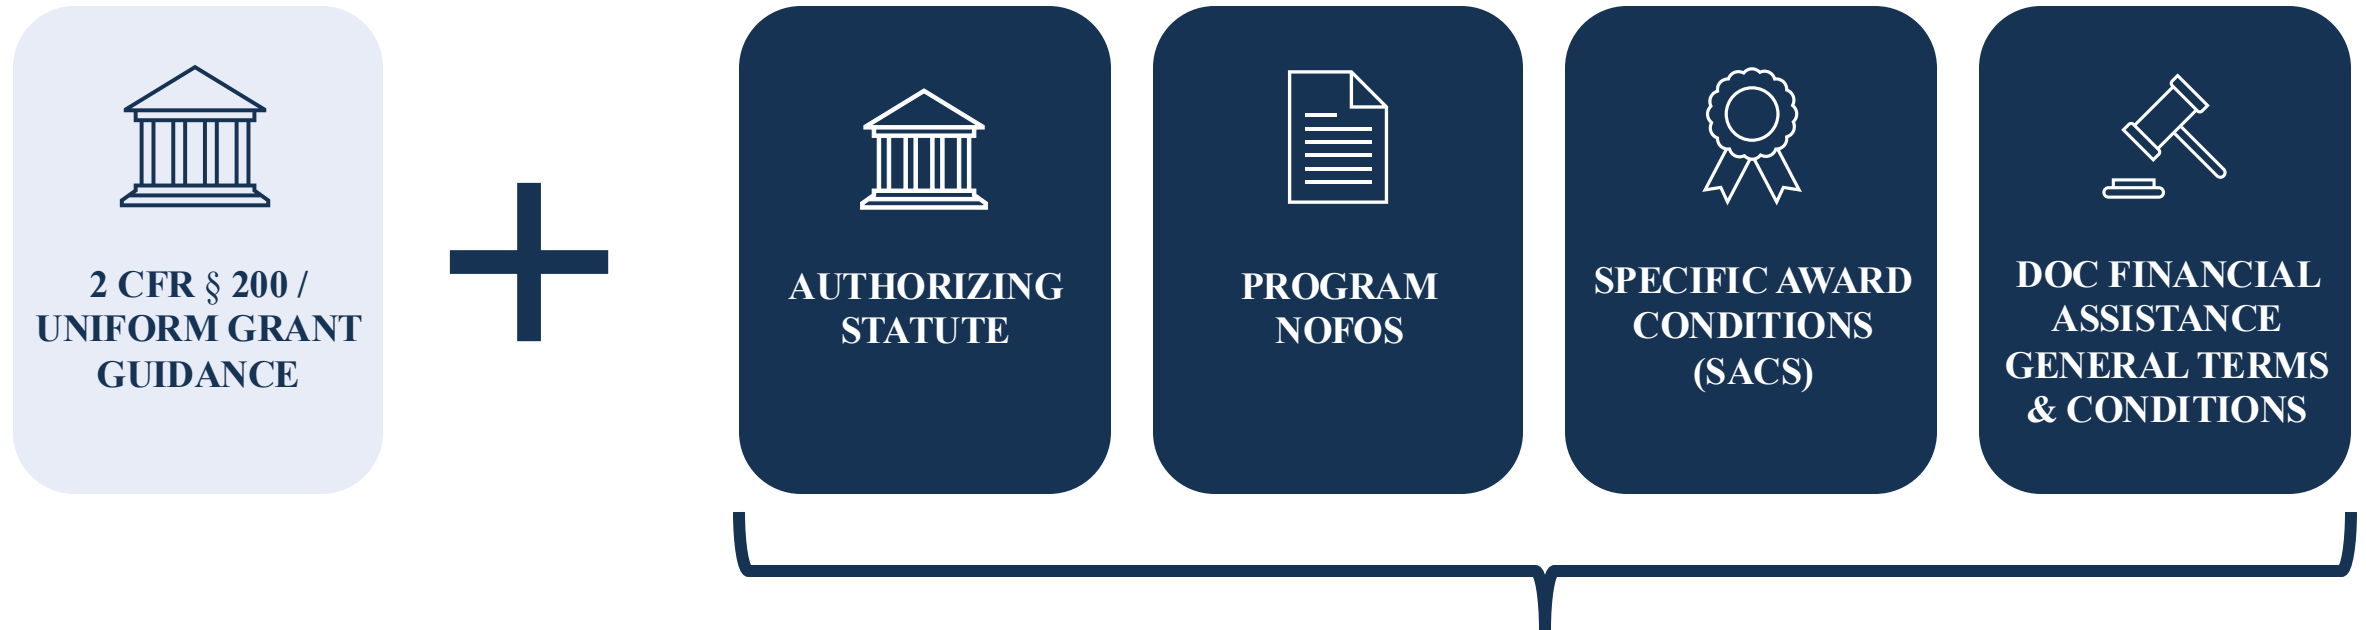 2 CFR § 200 /
UNIFORM GRANT
GUIDANCE
AUTHORIZING
STATUTE
PROGRAM
NOFOS
SPECIFIC AWARD
CONDITIONS
(SACS)
DOC FINANCIAL
ASSISTANCE
GENERAL TERMS
& CONDITIONS